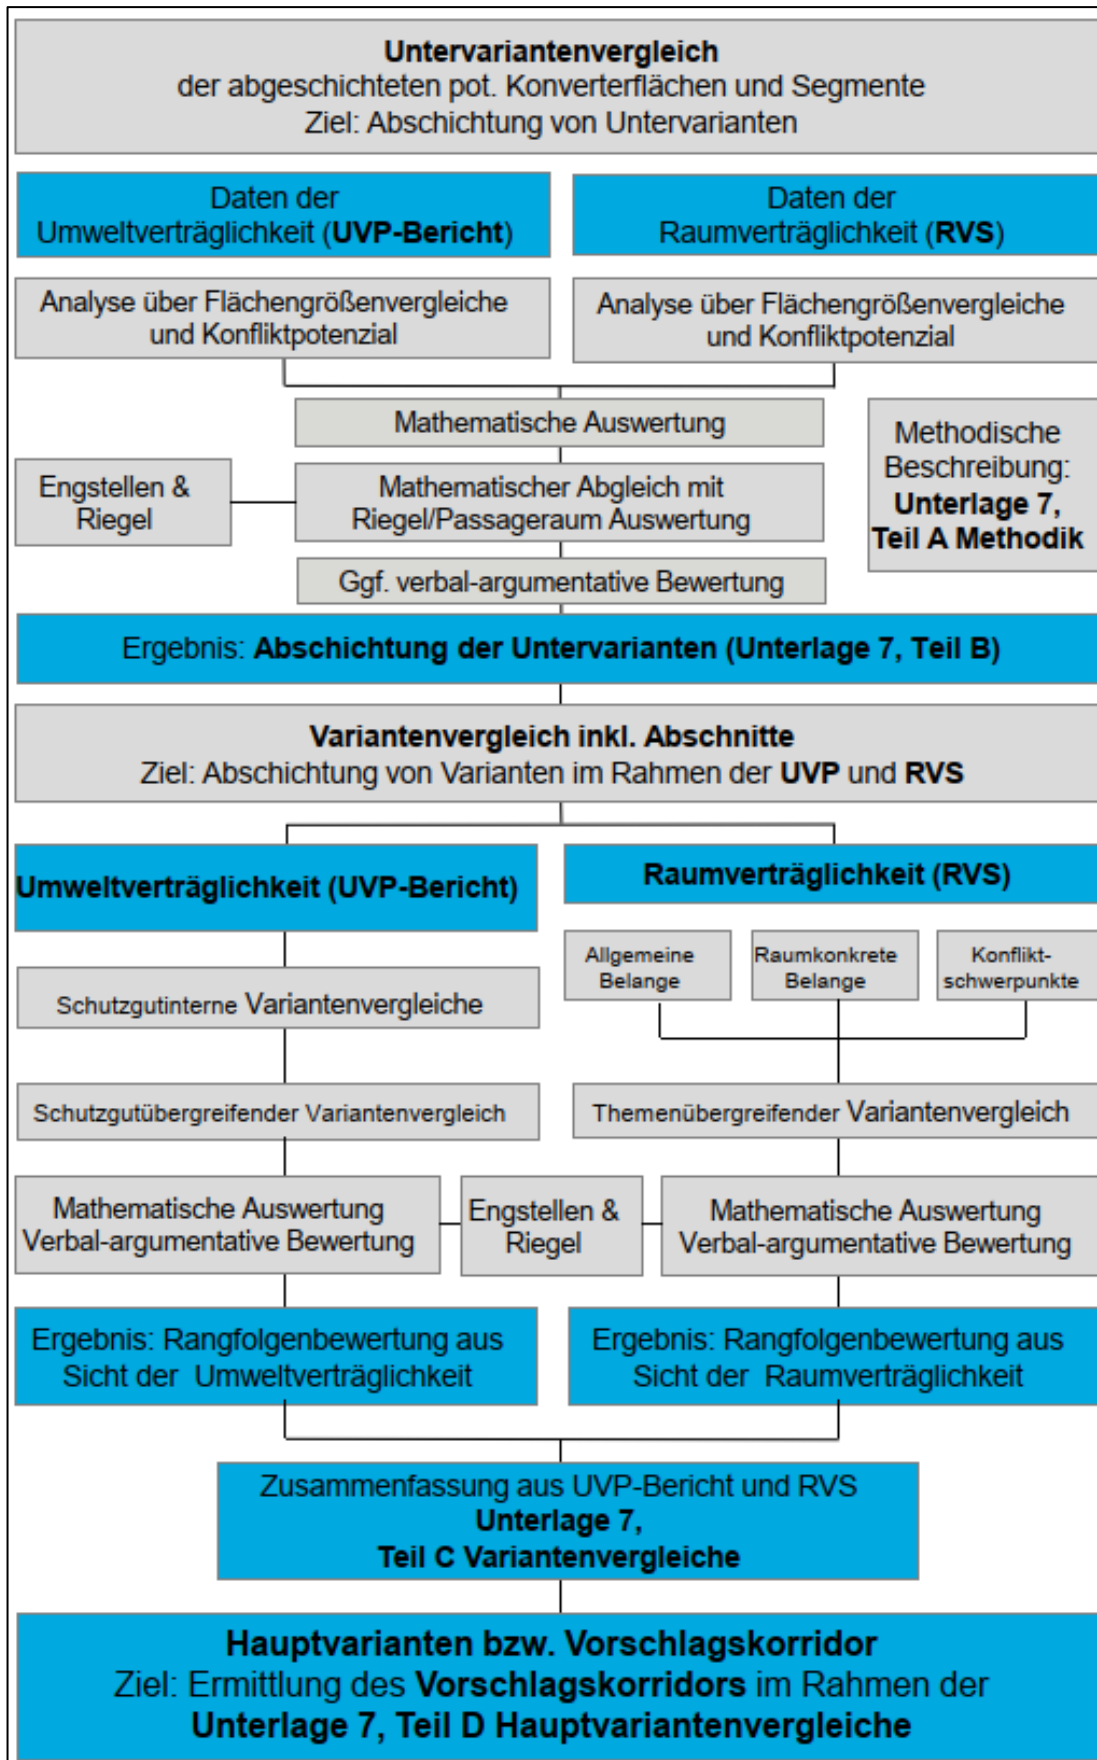 Untervariantenvergleich
der abgeschichteten pot. Konverterflächen und Segmente
Ziel: Abschichtung von Untervarianten
Daten der
Umweltverträglichkeit (UVP-Bericht)
Daten der
Raumverträglichkeit (RVS)
Analyse über Flächengrößenvergleiche
und Konfliktpotenzial
Analyse über Flächengrößenvergleiche
und Konfliktpotenzial
Mathematische Auswertung
Methodische
Beschreibung:
Unterlage 7,
Teil A Methodik
Engstellen &
Riegel
Mathematischer Abgleich mit
Riegel/Passageraum Auswertung
Ggf. verbal-argumentative Bewertung
Ergebnis: Abschichtung der Untervarianten (Unterlage 7, Teil B)
Variantenvergleich inkl. Abschnitte
Ziel: Abschichtung von Varianten im Rahmen der UVP und RVS
Umweltverträglichkeit (UVP-Bericht)
Raumverträglichkeit (RVS)
Allgemeine
Belange
Raumkonkrete
Belange
Konflikt-
schwerpunkte
Schutzgutinterne Variantenvergleiche
Schutzgutübergreifender Variantenvergleich
Themenübergreifender Variantenvergleich
Mathematische Auswertung
Verbal-argumentative Bewertung
Engstellen &
Riegel
Mathematische Auswertung
Verbal-argumentative Bewertung
Ergebnis: Rangfolgenbewertung aus
Sicht der Umweltverträglichkeit
Ergebnis: Rangfolgenbewertung aus
Sicht der Raumverträglichkeit
Zusammenfassung aus UVP-Bericht und RVS
Unterlage 7,
Teil C Variantenvergleiche
Hauptvarianten bzw. Vorschlagskorridor
Ziel: Ermittlung des Vorschlagskorridors im Rahmen der
Unterlage 7, Teil D Hauptvariantenvergleiche